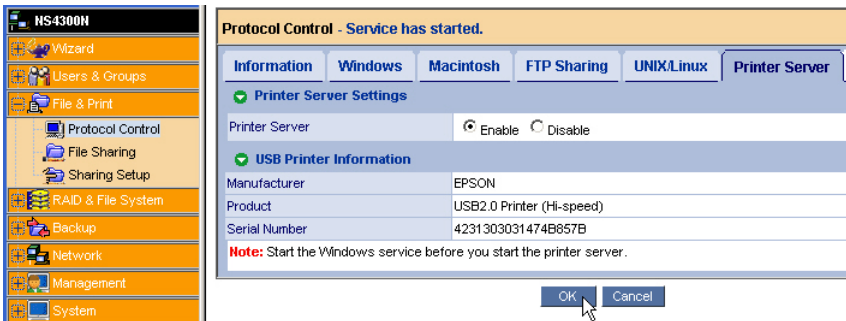 NS4300N
Wizard
Users & Groups
File & Print
Protocol Control
File Sharing
Sharing Setup
RAID & File System
Backup
Network
Management
System
Protocol Control - Service has started.
Information Windows Macintosh FTP Sharing UNIX/Linux Printer Server
Printer Server Settings
Printer Server Enable Disable
USB Printer Information
Manufacturer EPSON
Product USB2.0 Printer (Hi-speed)
Serial Number 4231303031474B857B
Note: Start the Windows service before you start the printer server.
OK Cancel